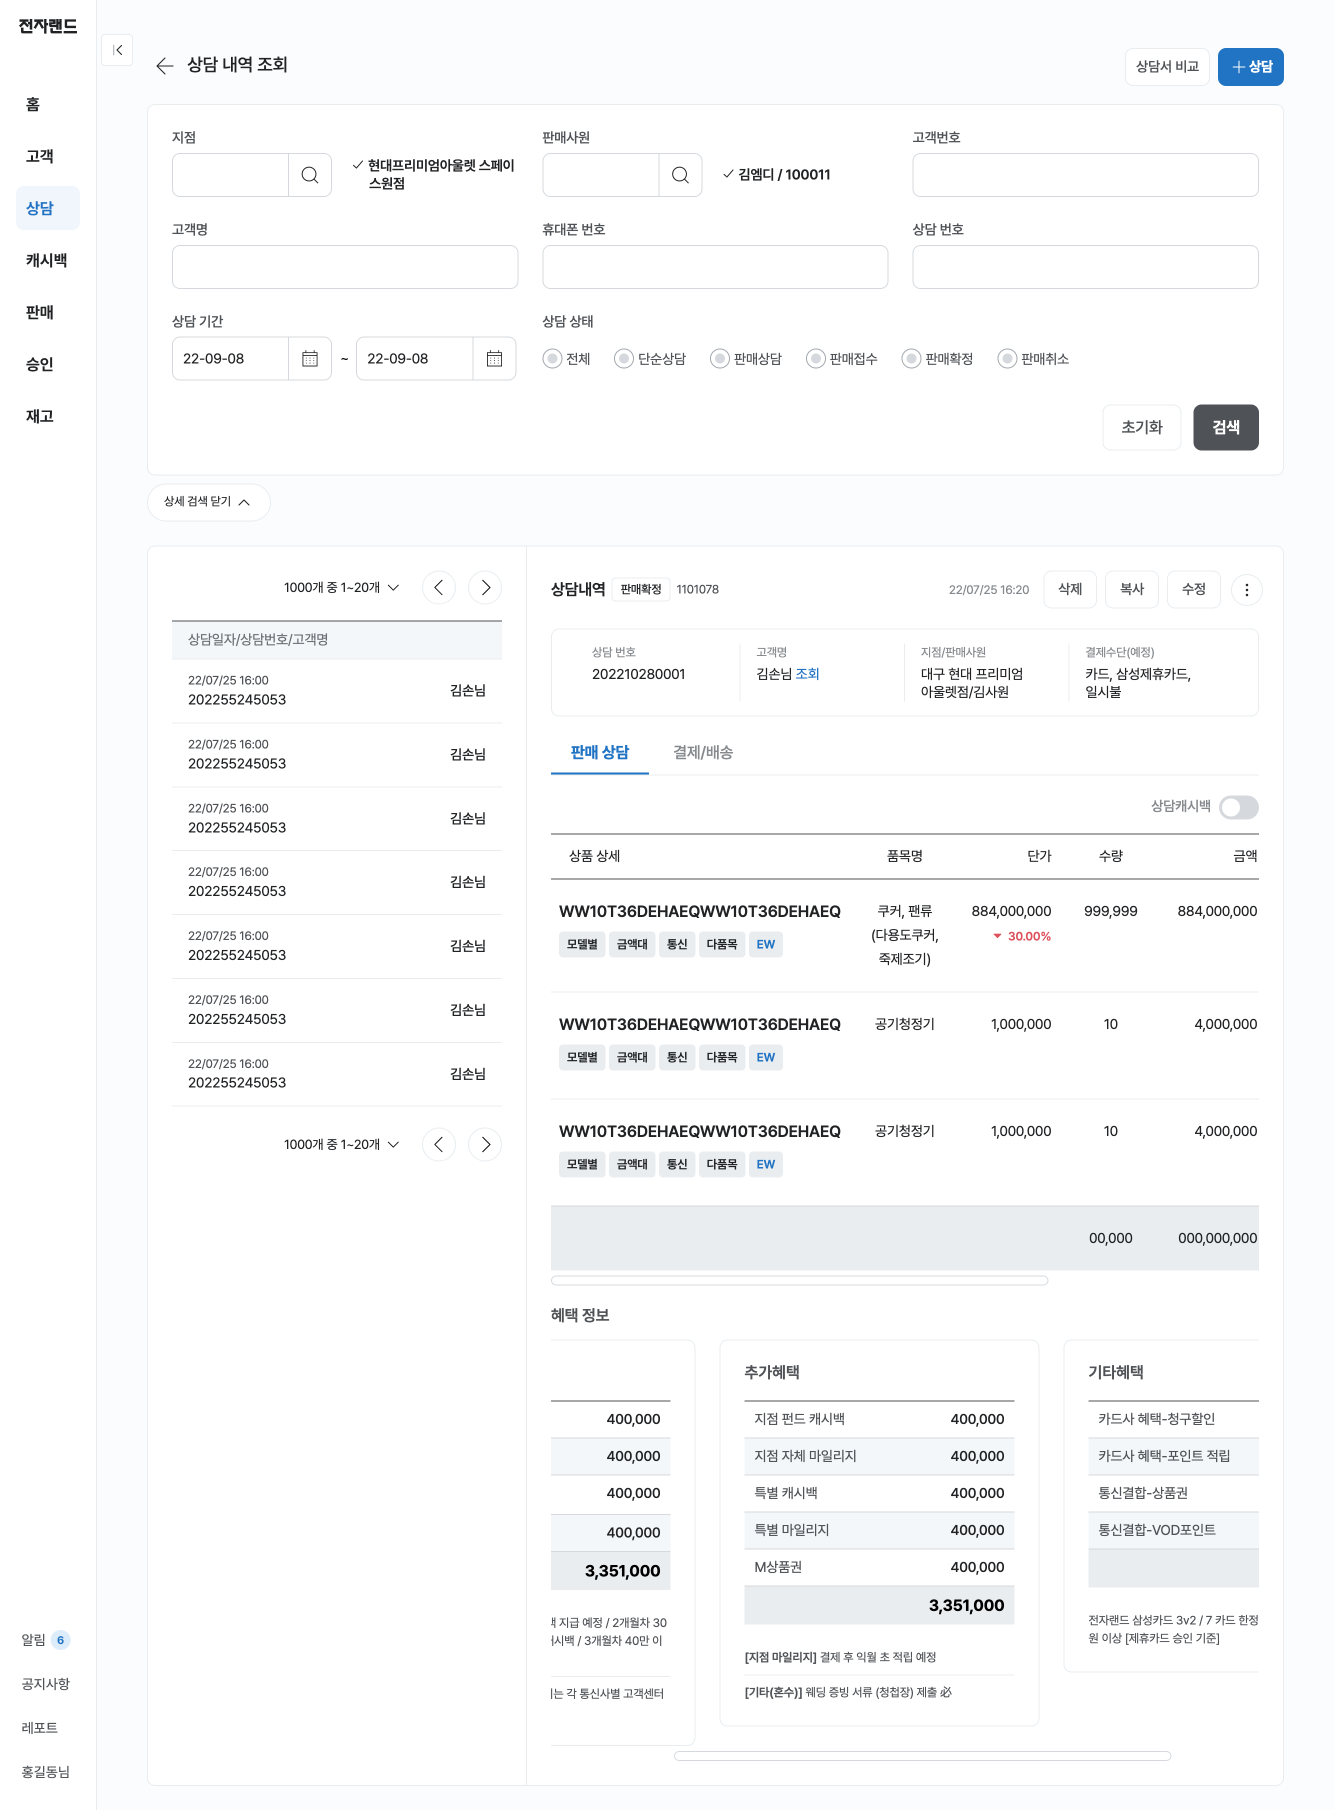 전자랜드
홈
고객
상담
캐시백
판매
승인
재고
알림 6
공지사항
레포트
홍길동님
상담 내역 조회
상담서 비교
상담
지점
현대프리미엄아울렛 스페이
스원점
판매사원
김엠디 / 100011
고객번호
고객명
휴대폰 번호
상담 번호
상담 기간
22-09-08 ~ 22-09-08
상담 상태
전체 단순상담 판매상담 판매접수 판매확정 판매취소
초기화 검색
상세 검색 닫기
1000개 중 1~20개
상담일자/상담번호/고객명
22/07/25 16:00
202255245053
김손님
22/07/25 16:00
202255245053
김손님
22/07/25 16:00
202255245053
김손님
22/07/25 16:00
202255245053
김손님
22/07/25 16:00
202255245053
김손님
22/07/25 16:00
202255245053
김손님
22/07/25 16:00
202255245053
김손님
1000개 중 1~20개
상담내역 판매확정 1101078
22/07/25 16:20 삭제 복사 수정
상담 번호
202210280001
고객명
김손님 조회
지점/판매사원
대구 현대 프리미엄
아울렛점/김사원
결제수단(예정)
카드, 삼성제휴카드,
일시불
판매 상담 결제/배송
상담캐시백
상품 상세 품목명 단가 수량 금액
WW10T36DEHAEQWW10T36DEHAEQ
모델별 금액대 통신 다품목 EW
쿠커, 팬류
(다용도쿠커,
죽제조기)
884,000,000
30.00%
999,999
884,000,000
WW10T36DEHAEQWW10T36DEHAEQ
모델별 금액대 통신 다품목 EW
공기청정기
1,000,000
10
4,000,000
WW10T36DEHAEQWW10T36DEHAEQ
모델별 금액대 통신 다품목 EW
공기청정기
1,000,000
10
4,000,000
00,000 000,000,000
혜택 정보
400,000
400,000
400,000
400,000
3,351,000
지급 예정 / 2개월차 30
/ 3개월차 40만 이
각 통신사별 고객센터
추가혜택
지점 펀드 캐시백 400,000
지점 자체 마일리지 400,000
특별 캐시백 400,000
특별 마일리지 400,000
M상품권 400,000
3,351,000
[지점 마일리지] 결제 후 익월 초 적립 예정
[기타(혼수)] 웨딩 증빙 서류 (청첩장) 제출 必
기타혜택
카드사 혜택-청구할인
카드사 혜택-포인트 적립
통신결합-상품권
통신결합-VOD포인트
전자랜드 삼성카드 3v2 / 7 카드 한정
원 이상 [제휴카드 승인 기준]